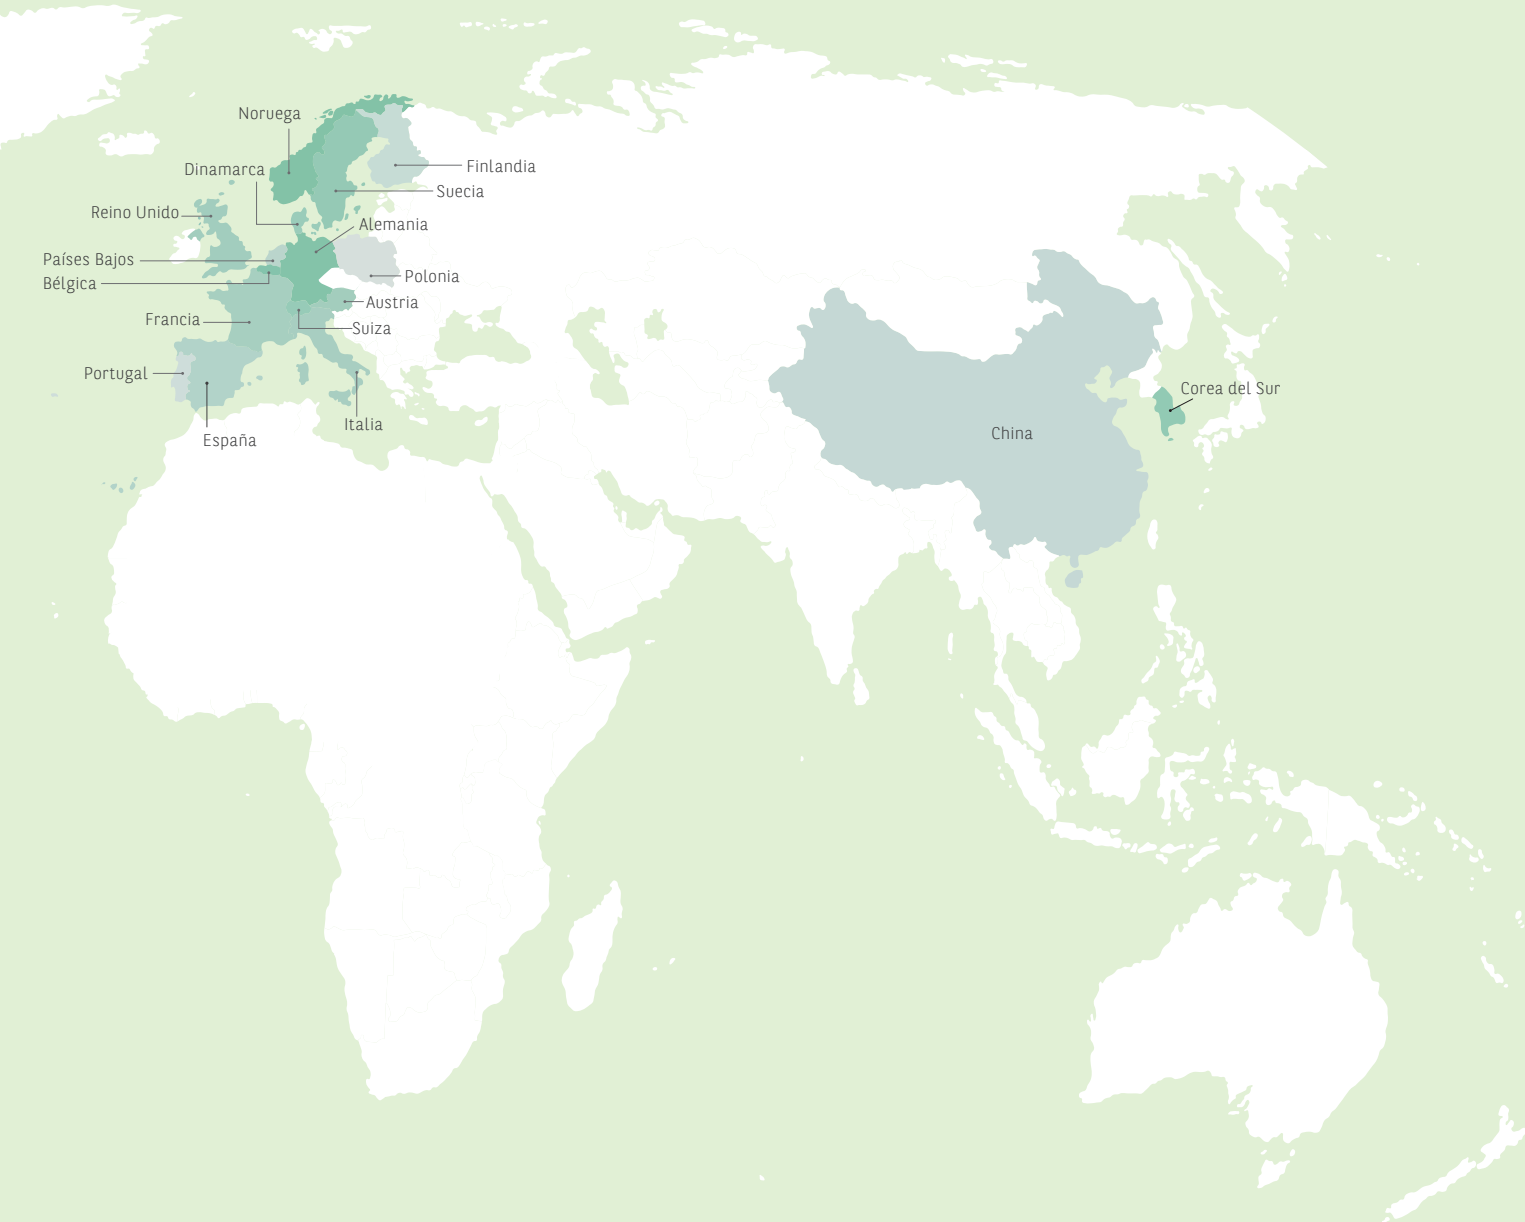 Noruega
Finlandia
Dinamarca
Suecia
Reino Unido
Alemania
Países Bajos
Polonia
Bélgica
Austria
Francia
Suiza
Portugal
Corea del Sur
Italia
China
España